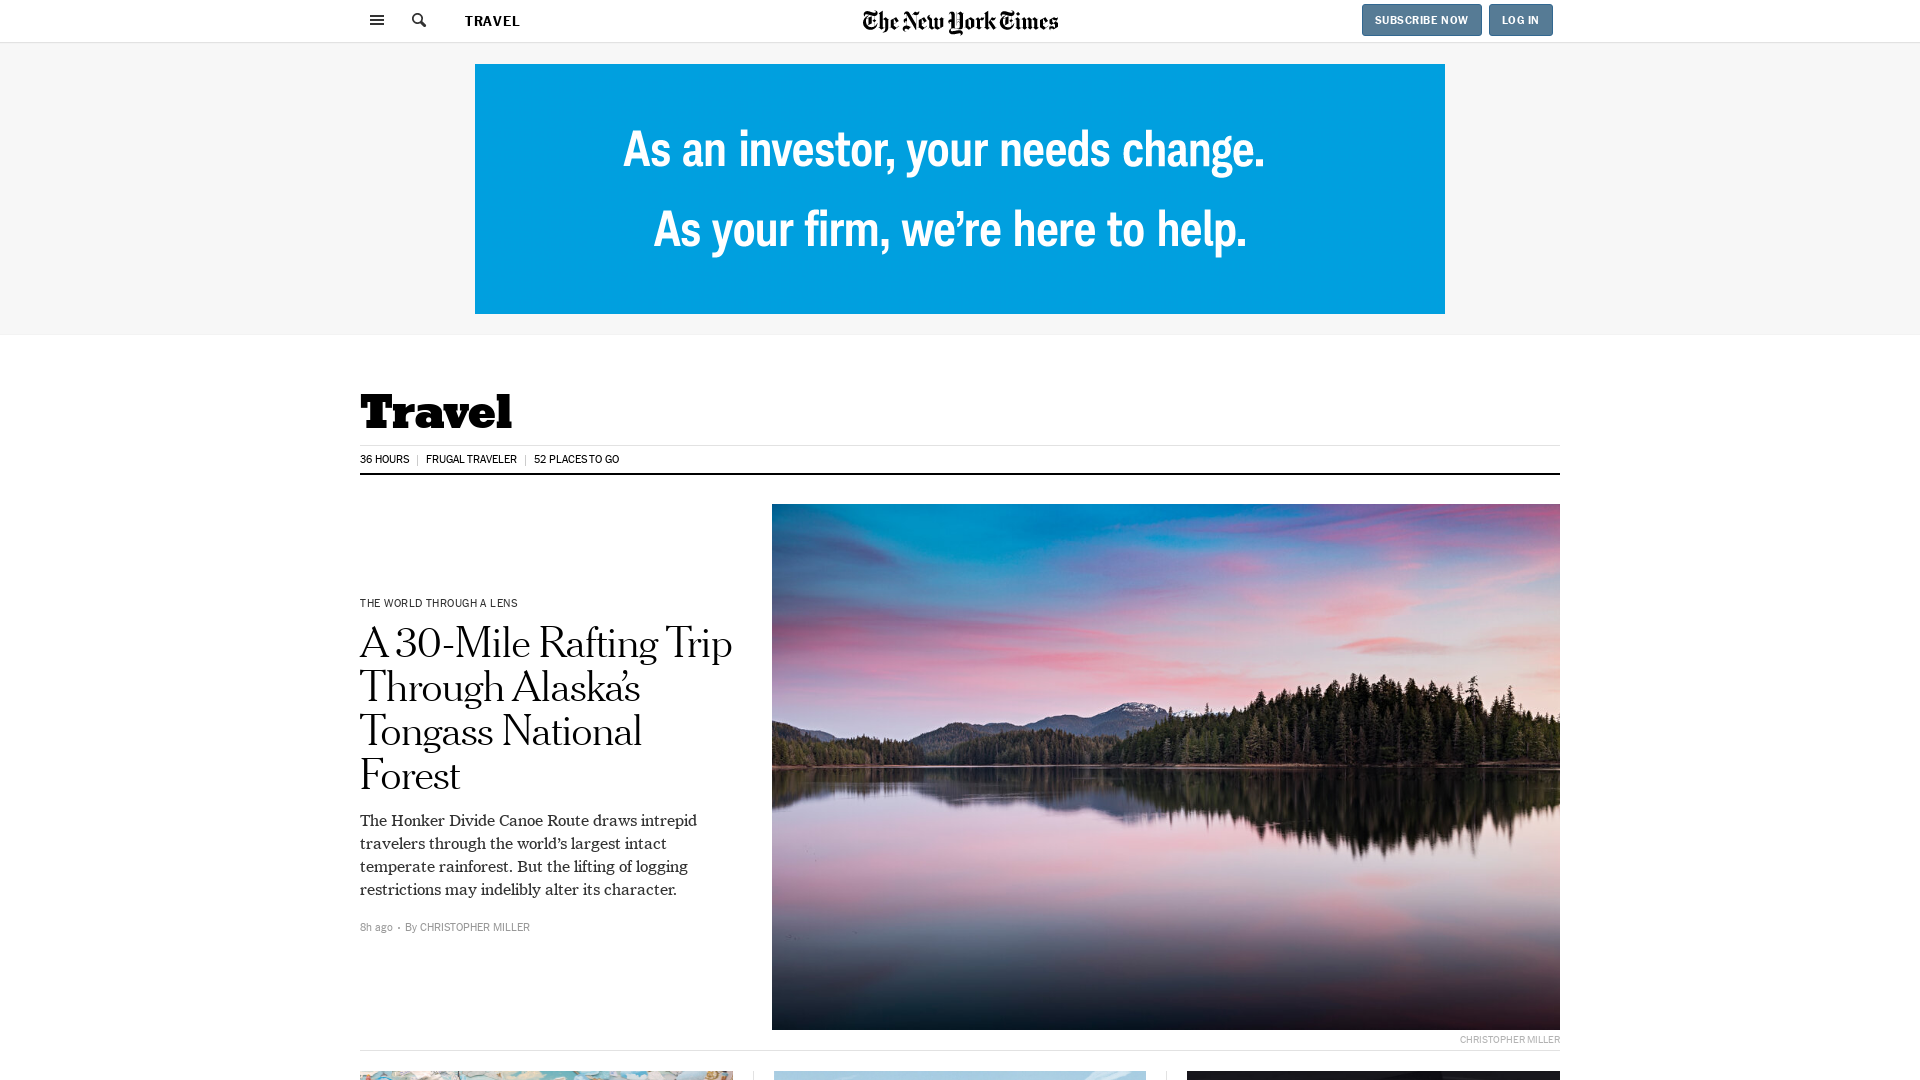 TRAVEL
The New York Times
SUBSCRIBE NOW
LOG IN
As an investor, your needs change.
As your firm, we’re here to help.
Travel
36 HOURS
FRUGAL TRAVELER
52 PLACES TO GO
THE WORLD THROUGH A LENS
A 30-Mile Rafting Trip
Through Alaska’s
Tongass National
Forest
The Honker Divide Canoe Route draws intrepid
travelers through the world’s largest intact
temperate rainforest. But the lifting of logging
restrictions may indelibly alter its character.
8h ago • By CHRISTOPHER MILLER
CHRISTOPHER MILLER